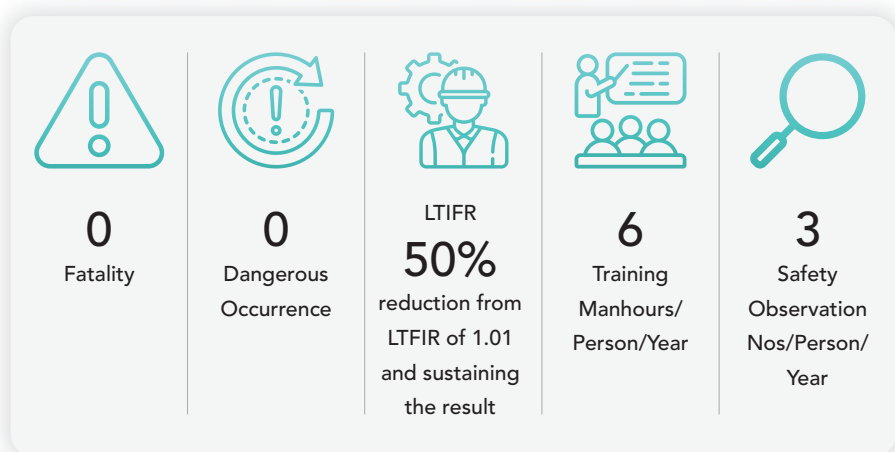 0
Fatality
0
Dangerous
Occurrence
LTIFR
50%
reduction from
LTFIR of 1.01
and sustaining
the result
6
Training
Manhours/
Person/Year
3
Safety
Observation
Nos/Person/
Year